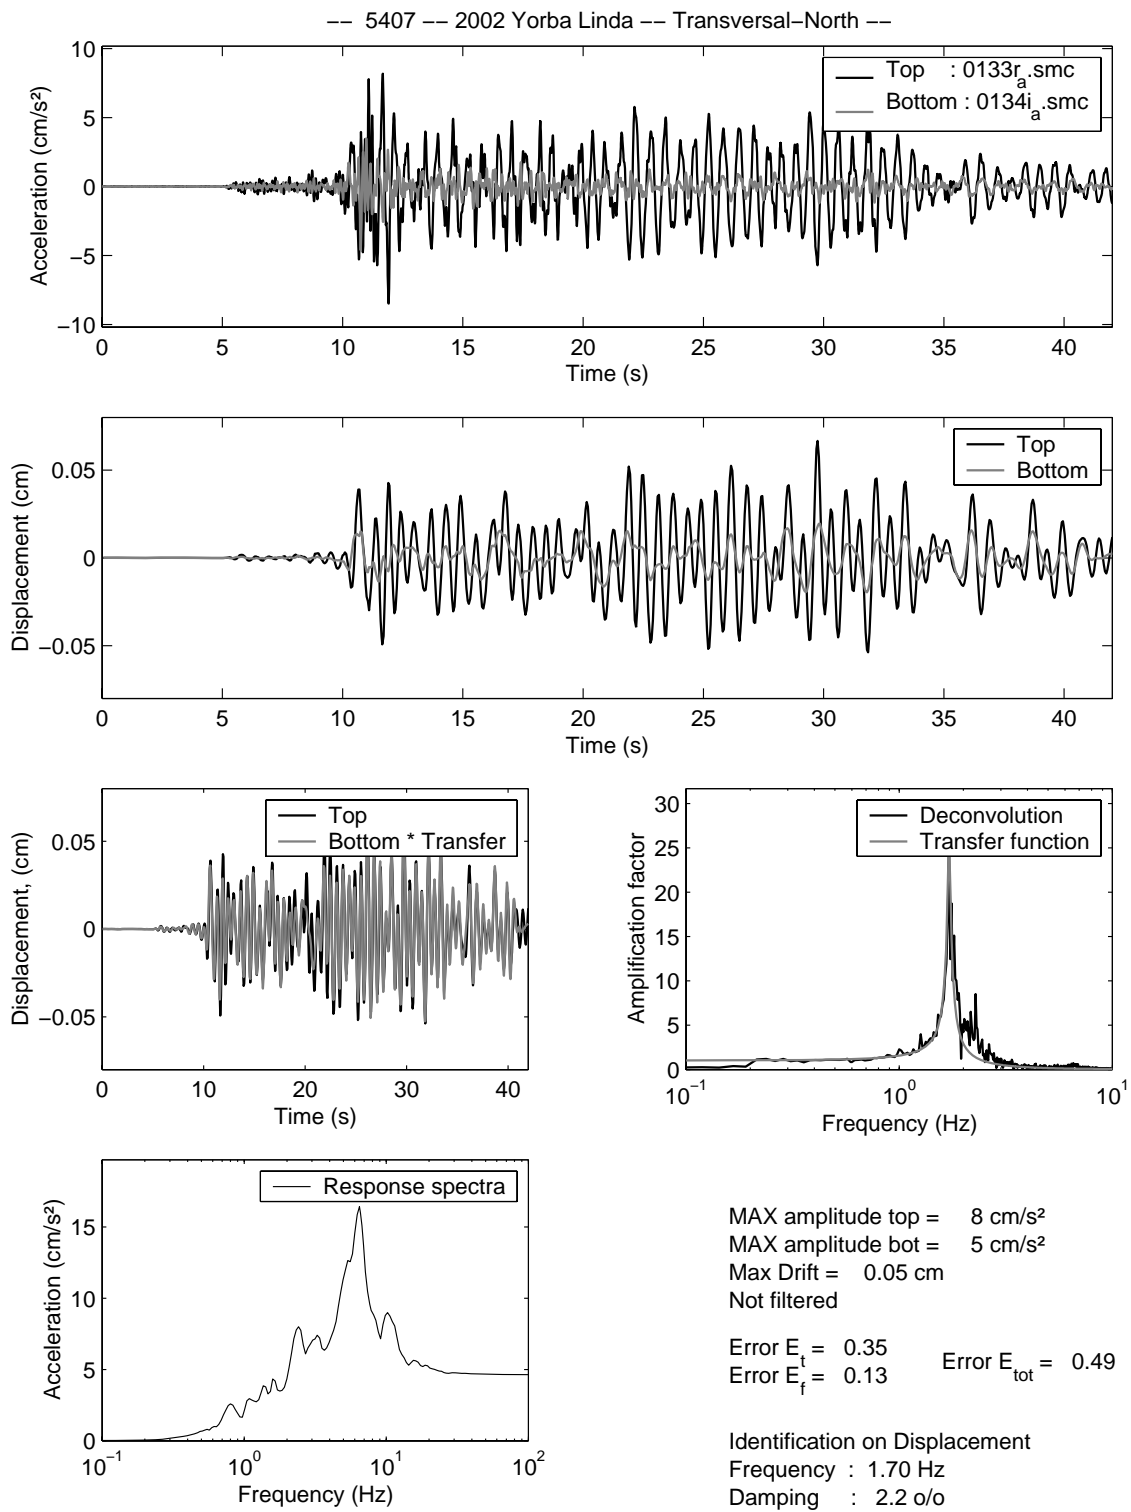 −− 5407 −− 2002 Yorba Linda −− Transversal−North −−
10
5
0
−5
−10
Acceleration (cm/s²)
Top : 0133r_a.smc
Bottom : 0134i_a.smc
0 5 10 15 20 25 30 35 40
Time (s)
0.05
0
−0.05
Displacement (cm)
Top
Bottom
0 5 10 15 20 25 30 35 40
Time (s)
0.05
0
−0.05
Displacement, (cm)
Top
Bottom * Transfer
0 10 20 30 40
Time (s)
30
25
20
15
10
5
0
Amplification factor
Deconvolution
Transfer function
10^−1 10^0 10^1
Frequency (Hz)
15
10
5
0
Acceleration (cm/s²)
Response spectra
10^−1 10^0 10^1 10^2
Frequency (Hz)
MAX amplitude top = 8 cm/s²
MAX amplitude bot = 5 cm/s²
Max Drift = 0.05 cm
Not filtered
Error E_t = 0.35
Error E_f = 0.13
Error E_tot = 0.49
Identification on Displacement
Frequency : 1.70 Hz
Damping : 2.2 o/o